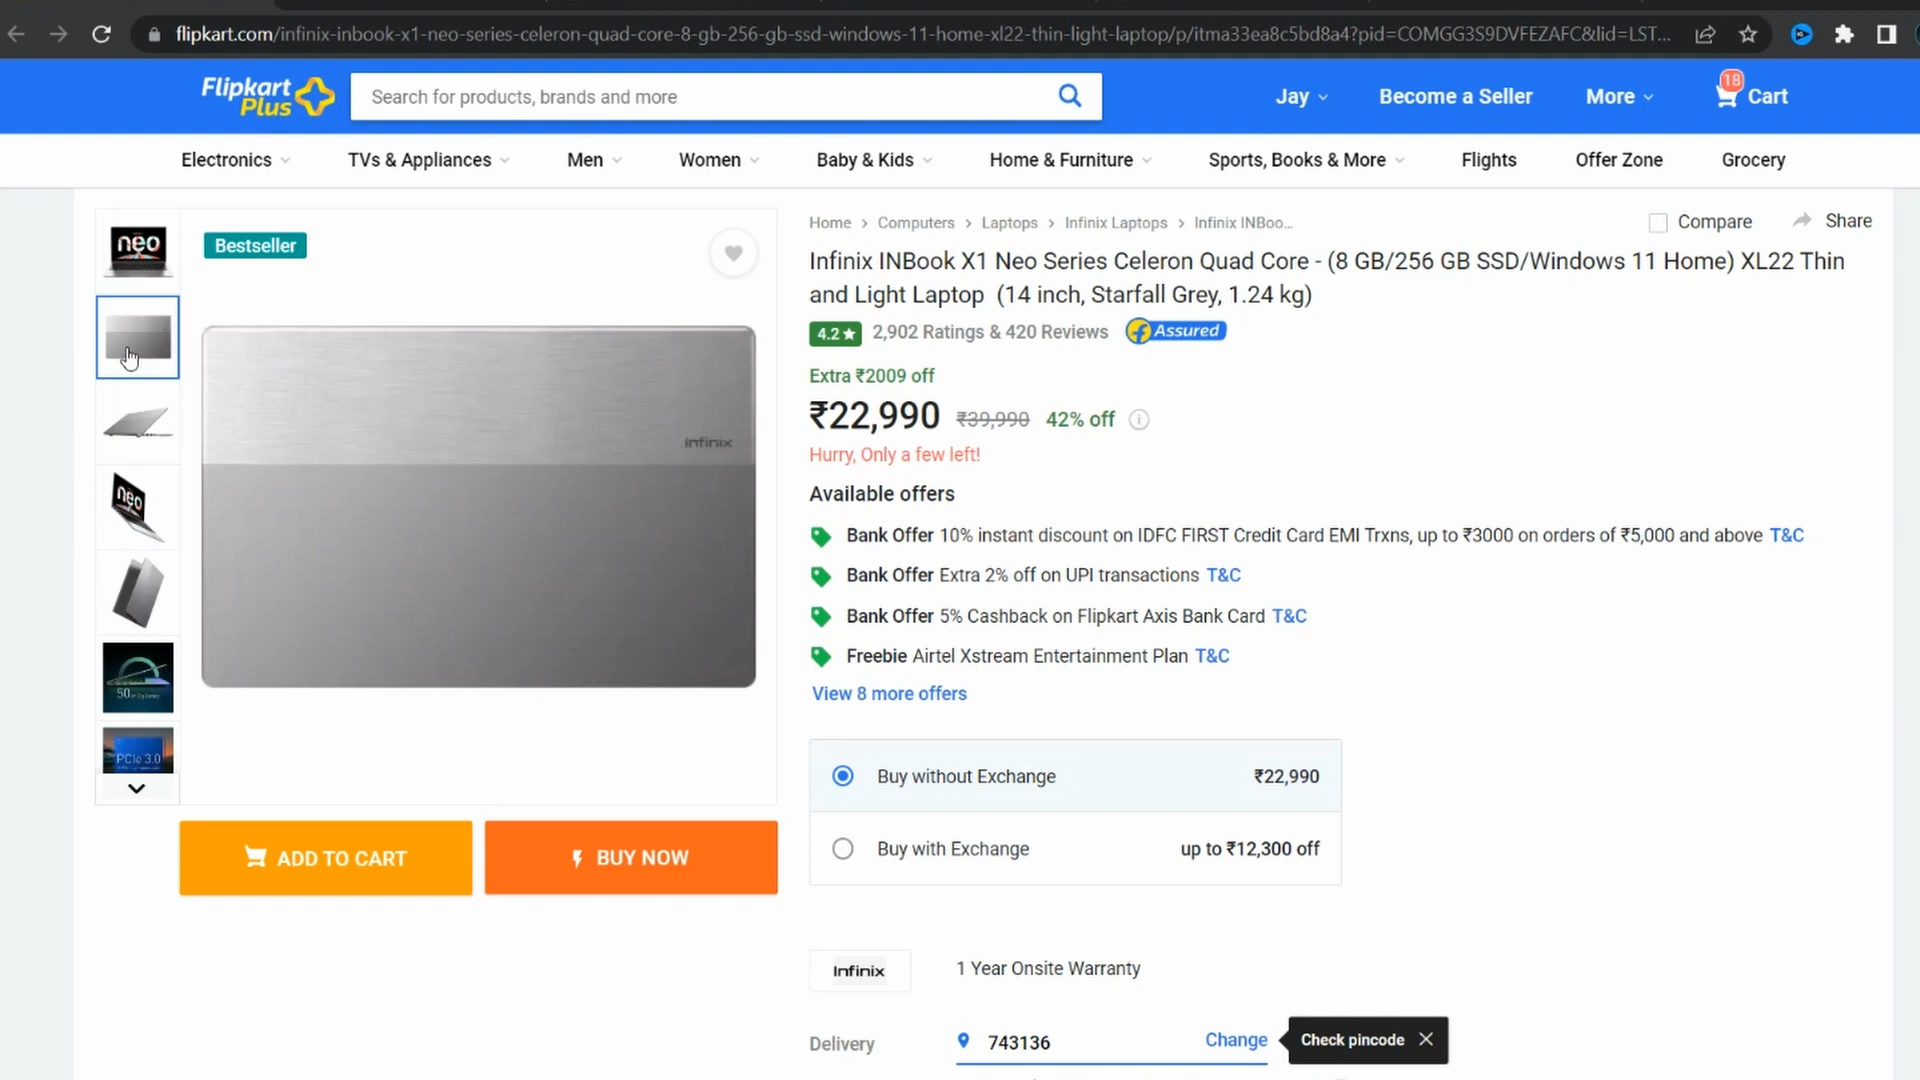 flipkart.com/infinix-inbook-x1-neo-series-celeron-quad-core-8-gb-256-gb-ssd-windows-11-home-xl22-thin-light-laptop/p/itma33ea8c5bd8a4?pid=COMGG3S9DVFEZAFC&lid=LST...
Flipkart
Plus
Search for products, brands and more
Jay
Become a Seller
More
18
Cart
Electronics
TVs & Appliances
Men
Women
Baby & Kids
Home & Furniture
Sports, Books & More
Flights
Offer Zone
Grocery
neo
Bestseller
Infinix
neo
PCIe 3.0
ADD TO CART
BUY NOW
Home > Computers > Laptops > Infinix Laptops > Infinix INBoo...
Compare
Share
Infinix INBook X1 Neo Series Celeron Quad Core - (8 GB/256 GB SSD/Windows 11 Home) XL22 Thin
and Light Laptop (14 inch, Starfall Grey, 1.24 kg)
4.2★ 2,902 Ratings & 420 Reviews Assured
Extra ₹2009 off
₹22,990 ₹39,990 42% off
Hurry, Only a few left!
Available offers
Bank Offer 10% instant discount on IDFC FIRST Credit Card EMI Trxns, up to ₹3000 on orders of ₹5,000 and above T&C
Bank Offer Extra 2% off on UPI transactions T&C
Bank Offer 5% Cashback on Flipkart Axis Bank Card T&C
Freebie Airtel Xstream Entertainment Plan T&C
View 8 more offers
Buy without Exchange ₹22,990
Buy with Exchange up to ₹12,300 off
Infinix
1 Year Onsite Warranty
Delivery
743136
Change
Check pincode